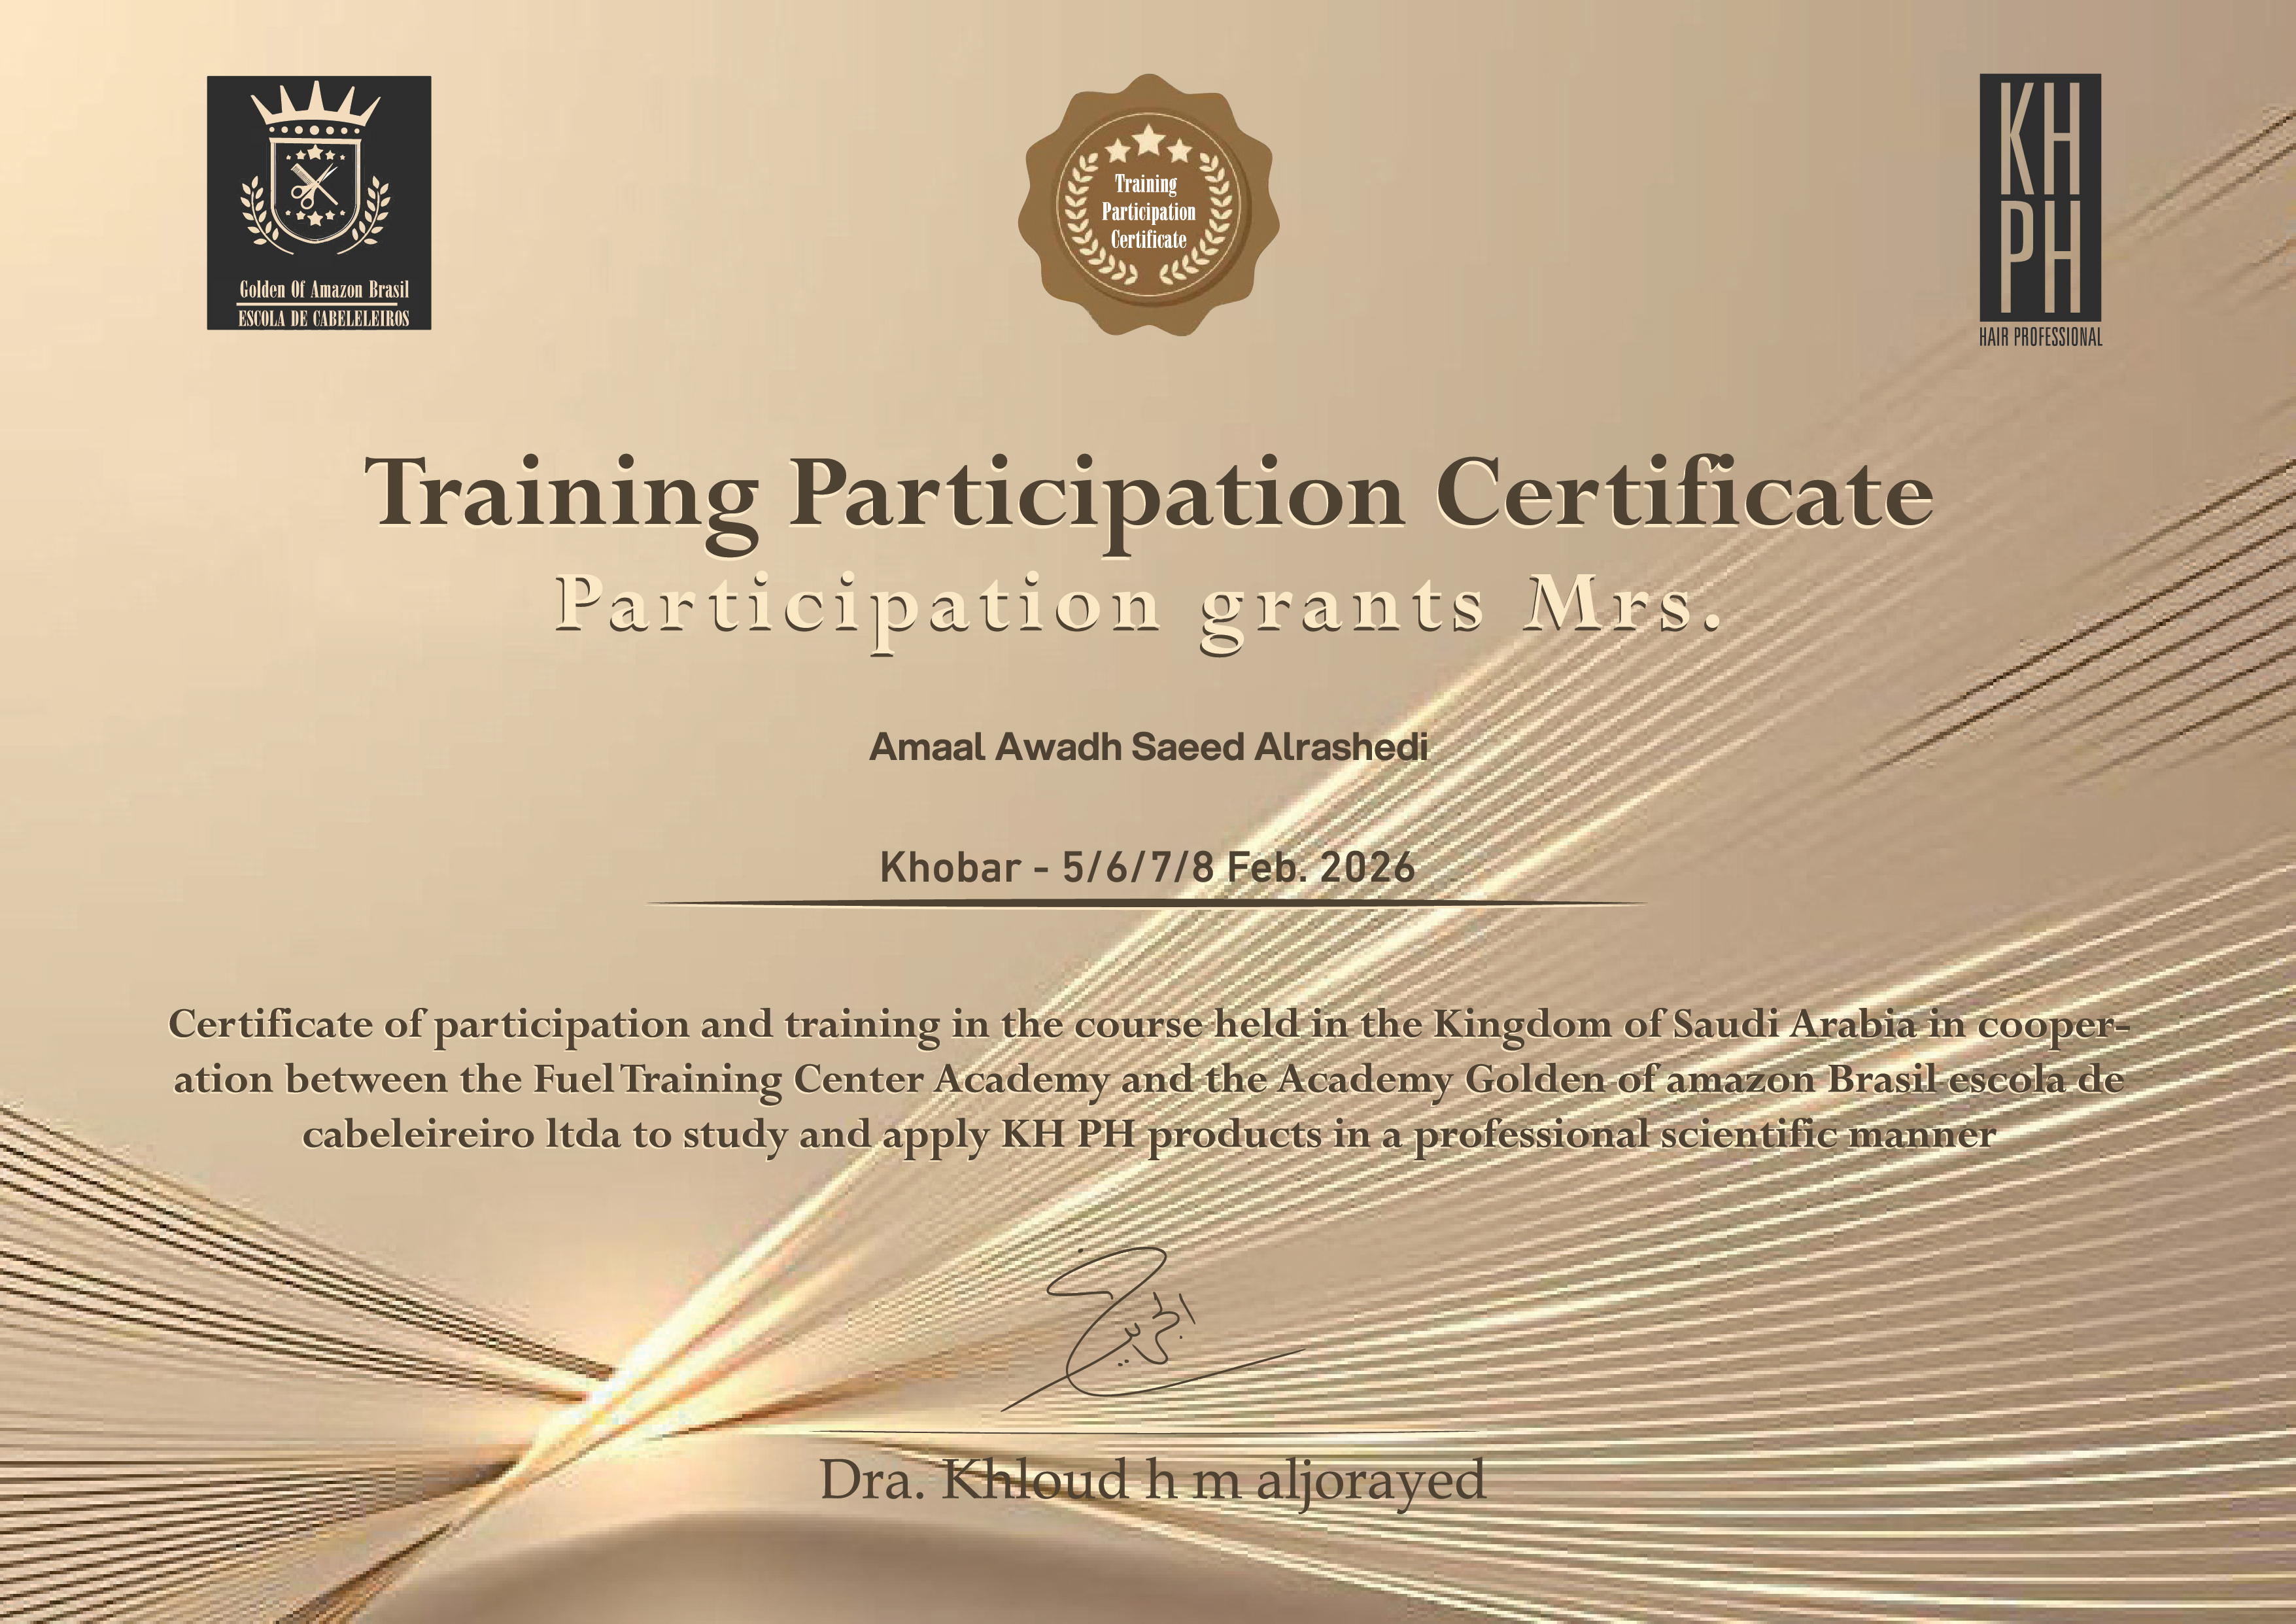 Golden Of Amazon Brasil
ESCOLA DE CABELELEIROS
Training
Participation
Certificate
KH
PH
HAIR PROFESSIONAL
Training Participation Certificate
Participation grants Mrs.
Amaal Awadh Saeed Alrashedi
Khobar - 5/6/7/8 Feb. 2026
Certificate of participation and training in the course held in the Kingdom of Saudi Arabia in cooper-
ation between the Fuel Training Center Academy and the Academy Golden of amazon Brasil escola de
cabeleireiro ltda to study and apply KH PH products in a professional scientific manner
Dra. Khloud h m aljorayed